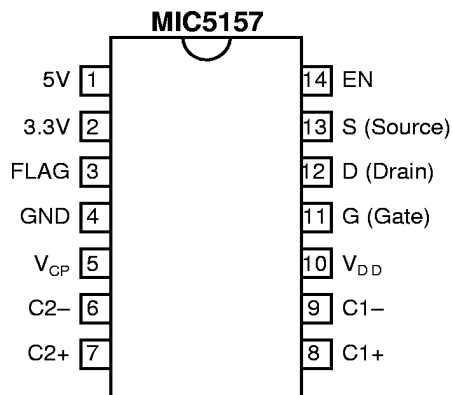 MIC5157
5V 1 14 EN
3.3V 2 13 S (Source)
FLAG 3 12 D (Drain)
GND 4 11 G (Gate)
VCP 5 10 VDD
C2– 6 9 C1–
C2+ 7 8 C1+